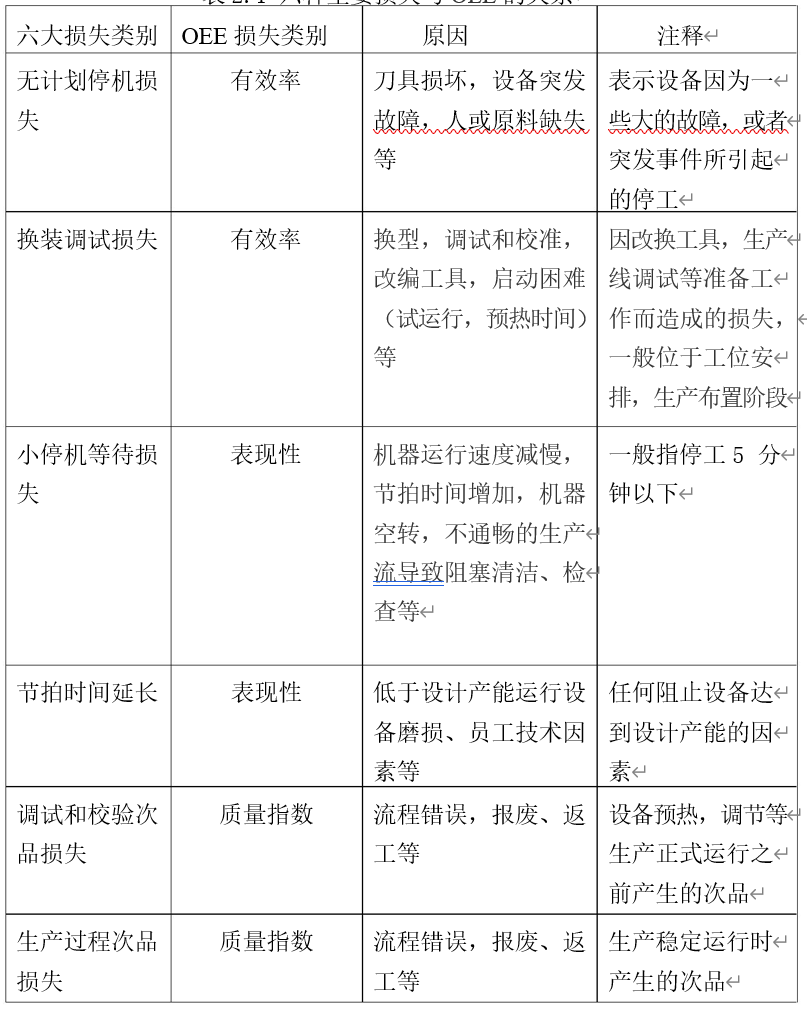 六大损失类别
OEE 损失类别
原因
注释
无计划停机损
失
有效率
刀具损坏，设备突发
故障，人或原料缺失
等
表示设备因为一
些大的故障，或者
突发事件所引起
的停工
换装调试损失
有效率
换型，调试和校准，
改编工具，启动困难
（试运行，预热时间）
等
因改换工具，生产
线调试等准备工
作而造成的损失，
一般位于工位安
排，生产布置阶段
小停机等待损
失
表现性
机器运行速度减慢，
节拍时间增加，机器
空转，不通畅的生产
流导致阻塞清洁、检
查等
一般指停工 5 分
钟以下
节拍时间延长
表现性
低于设计产能运行设
备磨损、员工技术因
素等
任何阻止设备达
到设计产能的因
素
调试和校验次
品损失
质量指数
流程错误，报废、返
工等
设备预热，调节等
生产正式运行之
前产生的次品
生产过程次品
损失
质量指数
流程错误，报废、返
工等
生产稳定运行时
产生的次品